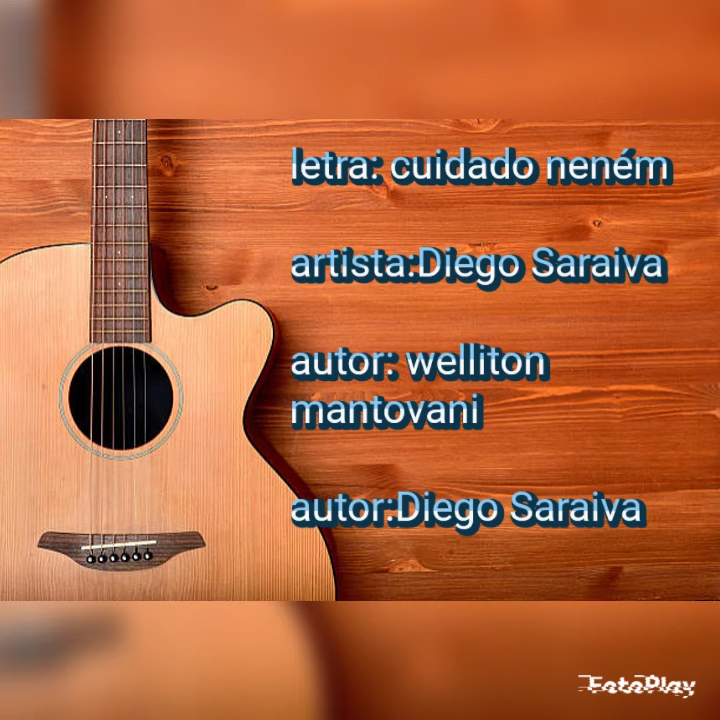 letra: cuidado neném
artista:Diego Saraiva
autor: welliton
mantovani
autor:Diego Saraiva
FotoPlay